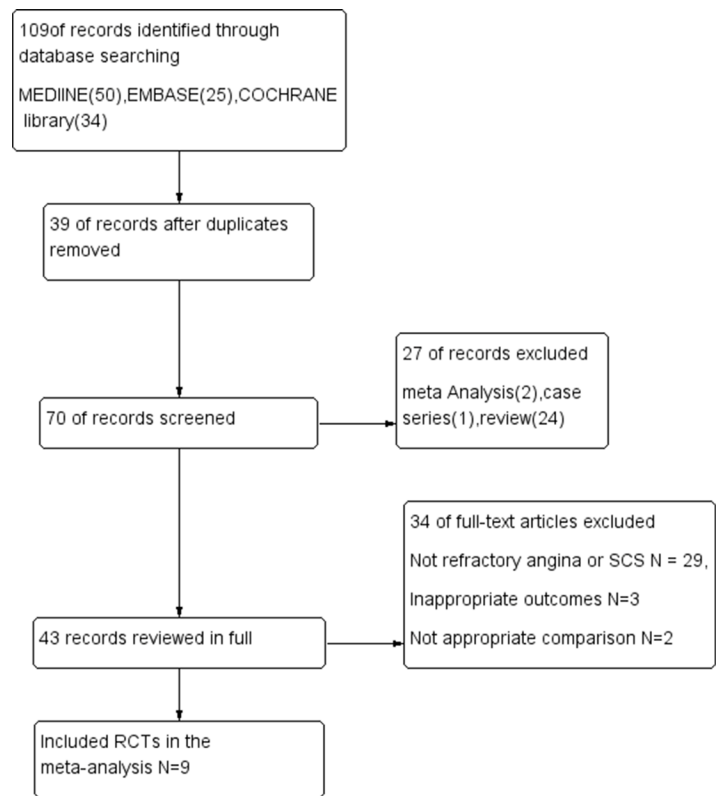 109of records identified through
database searching
MEDIINE(50),EMBASE(25),COCHRANE
library(34)
39 of records after duplicates
removed
70 of records screened
27 of records excluded
meta Analysis(2),case
series(1),review(24)
43 records reviewed in full
34 of full-text articles excluded
Not refractory angina or SCS N = 29,
Inappropriate outcomes N=3
Not appropriate comparison N=2
Included RCTs in the
meta-analysis N=9